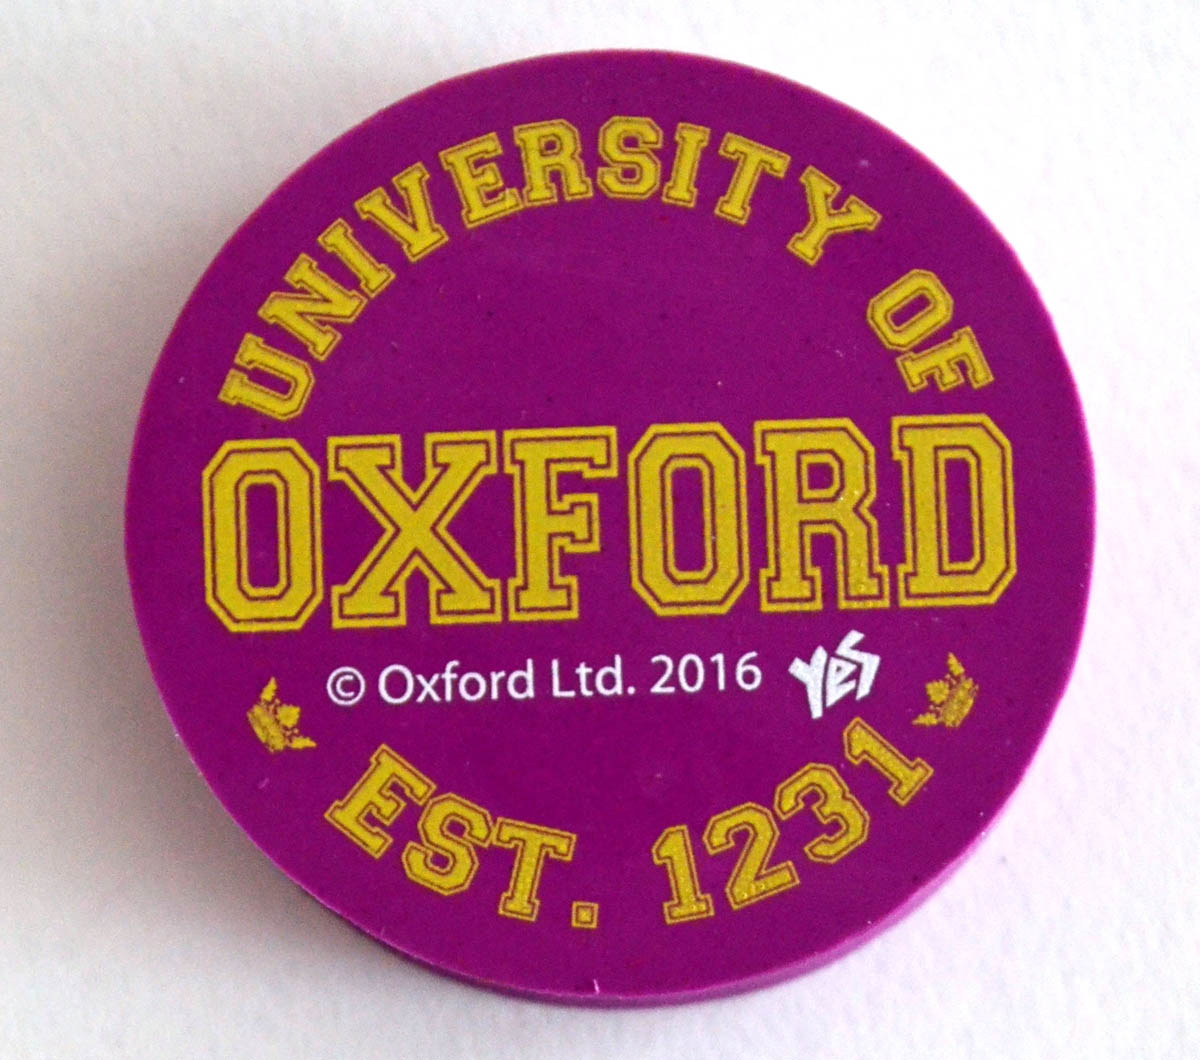 UNIVERSITY OF
OXFORD
© Oxford Ltd. 2016 YES
EST. 1231